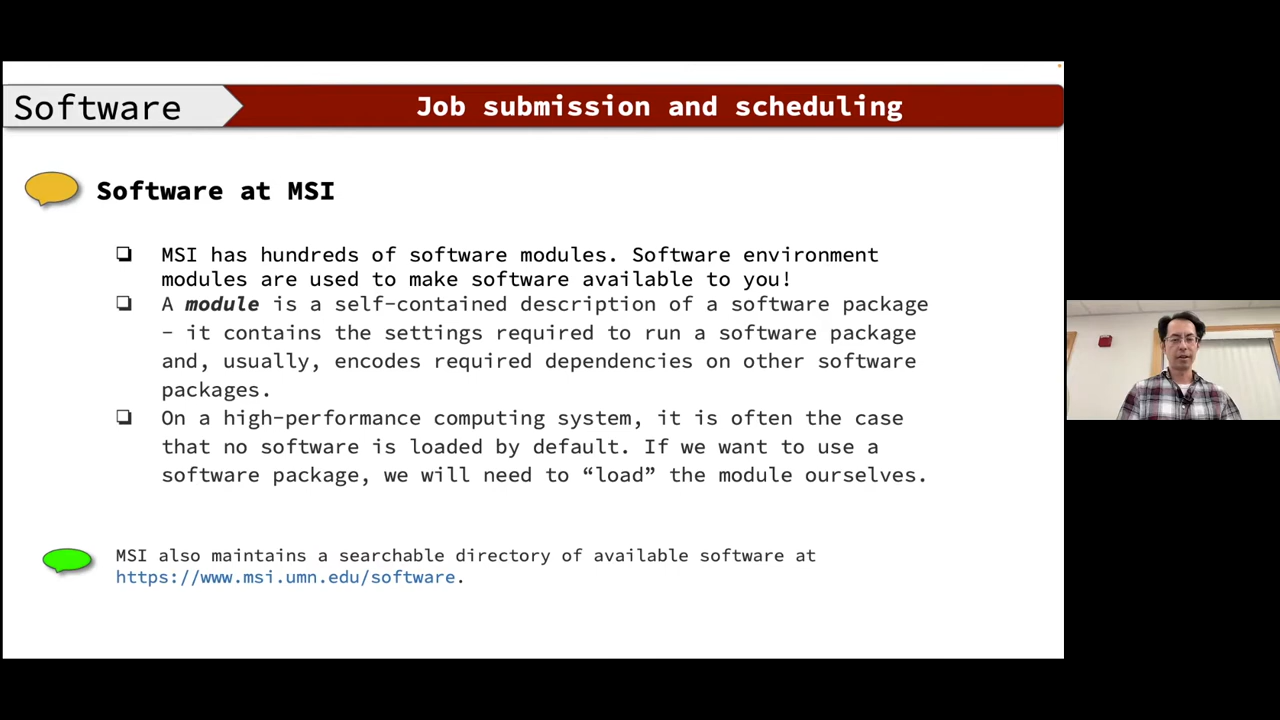 Software
Job submission and scheduling
Software at MSI
MSI has hundreds of software modules. Software environment
modules are used to make software available to you!
A module is a self-contained description of a software package
- it contains the settings required to run a software package
and, usually, encodes required dependencies on other software
packages.
On a high-performance computing system, it is often the case
that no software is loaded by default. If we want to use a
software package, we will need to “load” the module ourselves.
MSI also maintains a searchable directory of available software at
https://www.msi.umn.edu/software.